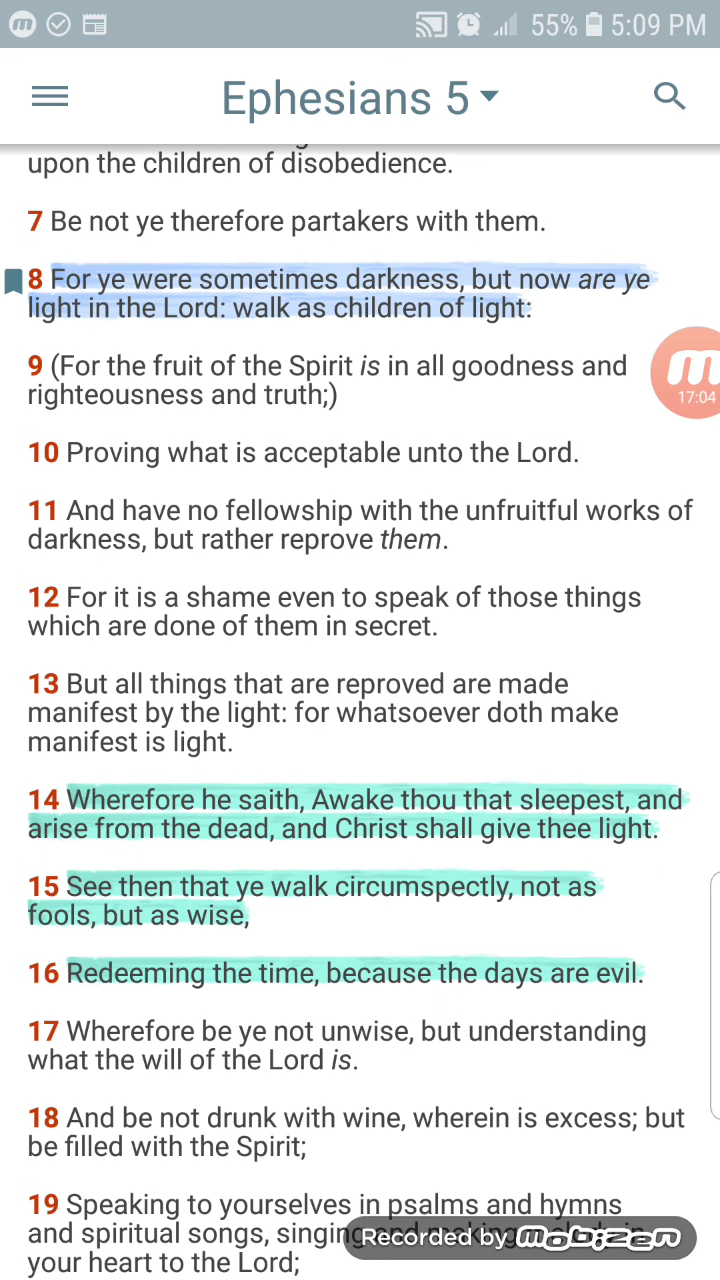 55% 5:09 PM
Ephesians 5
upon the children of disobedience.
7 Be not ye therefore partakers with them.
8 For ye were sometimes darkness, but now are ye
light in the Lord: walk as children of light:
9 (For the fruit of the Spirit is in all goodness and
righteousness and truth;)
m
17:04
10 Proving what is acceptable unto the Lord.
11 And have no fellowship with the unfruitful works of
darkness, but rather reprove them.
12 For it is a shame even to speak of those things
which are done of them in secret.
13 But all things that are reproved are made
manifest by the light: for whatsoever doth make
manifest is light.
14 Wherefore he saith, Awake thou that sleepest, and
arise from the dead, and Christ shall give thee light.
15 See then that ye walk circumspectly, not as
fools, but as wise,
16 Redeeming the time, because the days are evil.
17 Wherefore be ye not unwise, but understanding
what the will of the Lord is.
18 And be not drunk with wine, wherein is excess; but
be filled with the Spirit;
19 Speaking to yourselves in psalms and hymns
and spiritual songs, singing
your heart to the Lord;
Recorded by mobizen